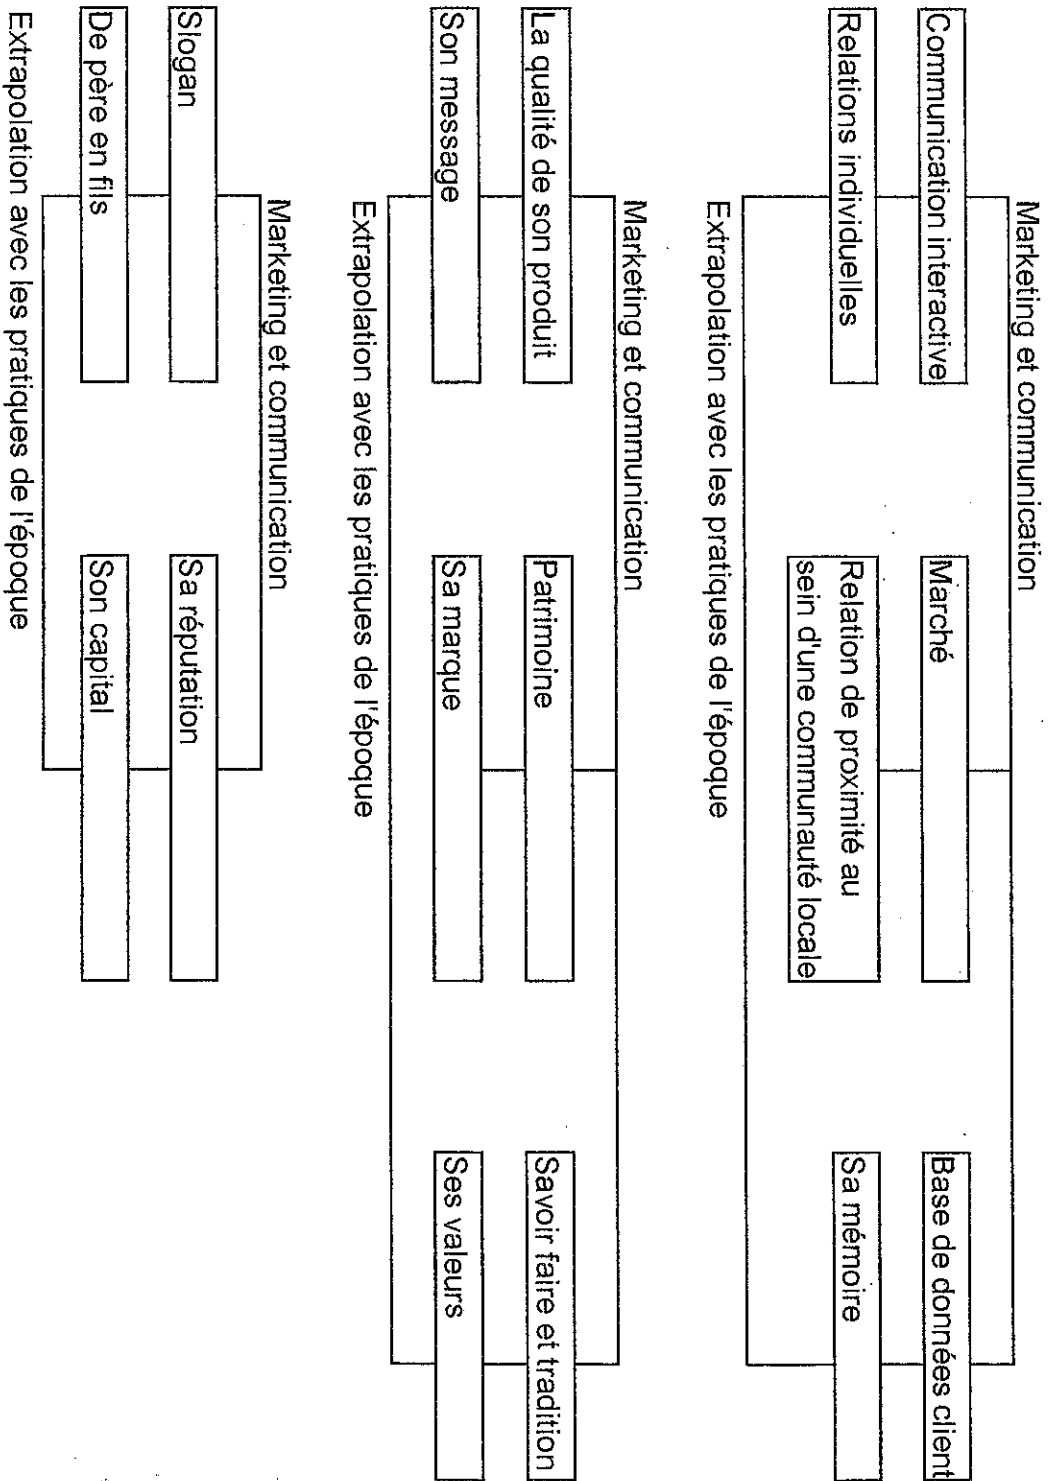 Marketing et communication
Communication interactive
Marché
Base de données client
Relations individuelles
Relation de proximité au
sein d'une communauté locale
Sa mémoire
Extrapolation avec les pratiques de l'époque
Marketing et communication
La qualité de son produit
Patrimoine
Savoir faire et tradition
Son message
Sa marque
Ses valeurs
Extrapolation avec les pratiques de l'époque
Marketing et communication
Slogan
Sa réputation
De père en fils
Son capital
Extrapolation avec les pratiques de l'époque